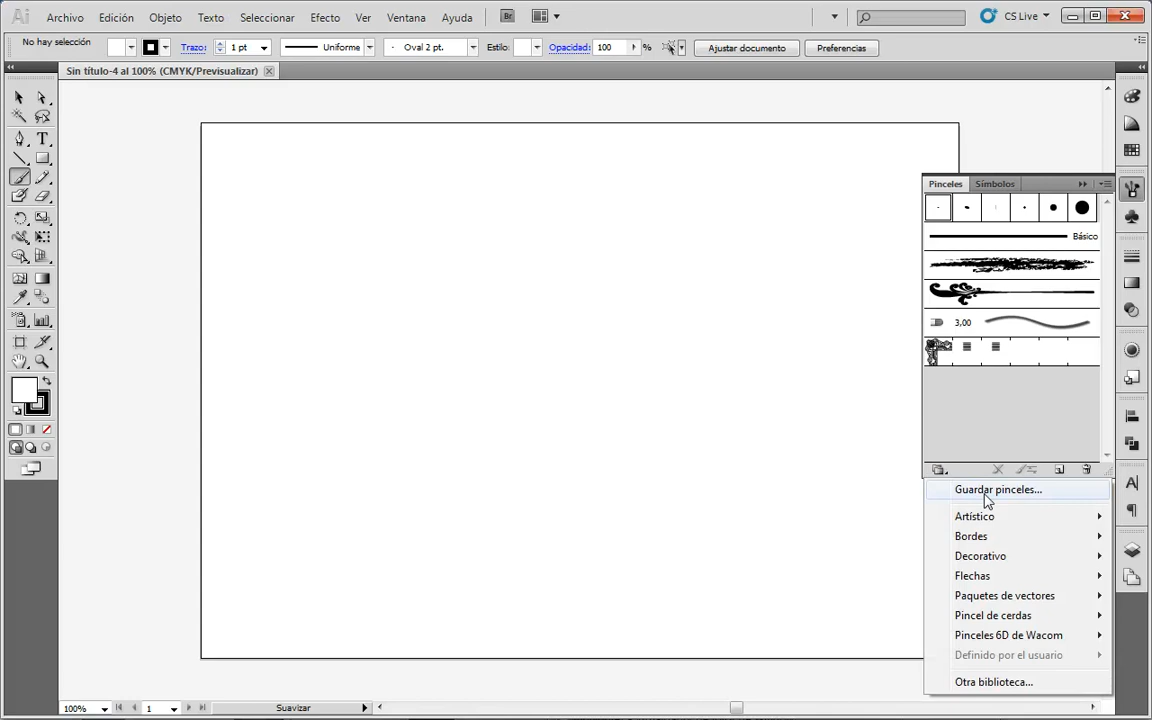 Ai Archivo Edición Objeto Texto Seleccionar Efecto Ver Ventana Ayuda Br CS Live
No hay selección Trazo: 1 pt Uniforme Oval 2 pt. Estilo: Opacidad: 100 % Ajustar documento Preferencias
Sin título-4 al 100% (CMYK/Previsualizar)
Pinceles Símbolos
Básico
3,00
Guardar pinceles...
Artístico
Bordes
Decorativo
Flechas
Paquetes de vectores
Pincel de cerdas
Pinceles 6D de Wacom
Definido por el usuario
Otra biblioteca...
100% 1 Suavizar